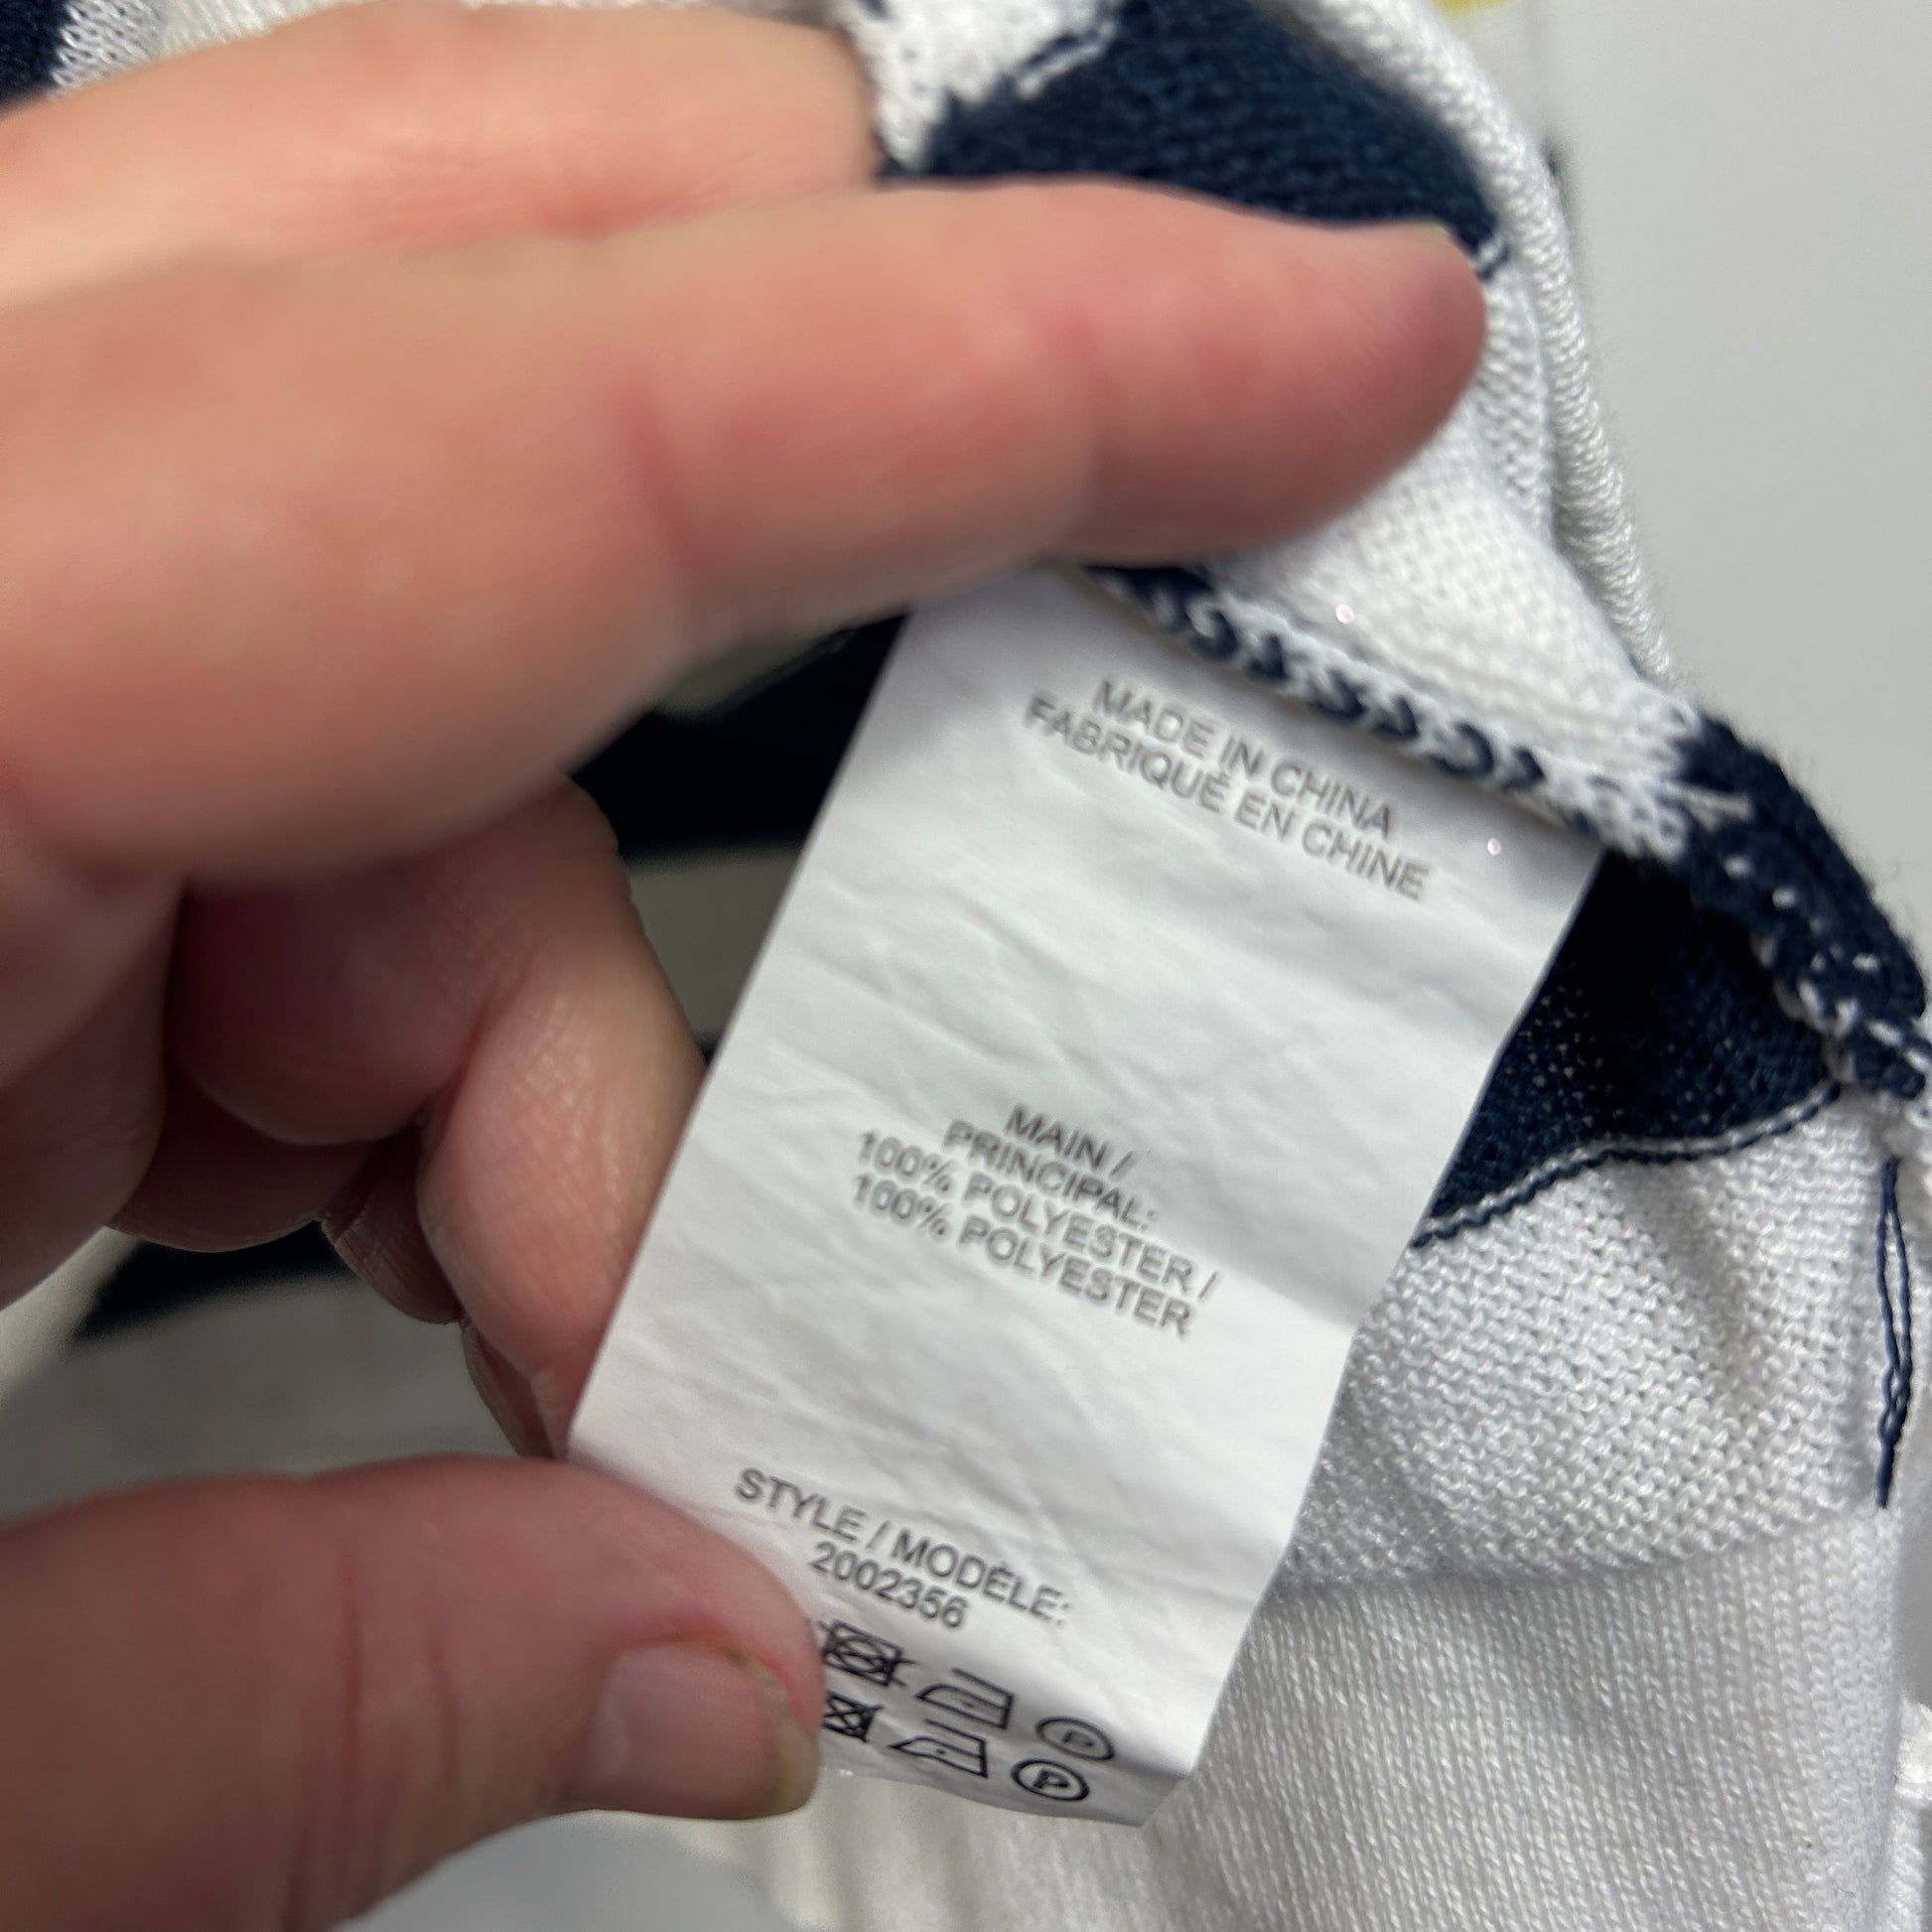 MADE IN CHINA
FABRIQUÉ EN CHINE
MAIN /
PRINCIPAL:
100% POLYESTER /
100% POLYESTER
STYLE / MODÈLE:
2002356
P
P